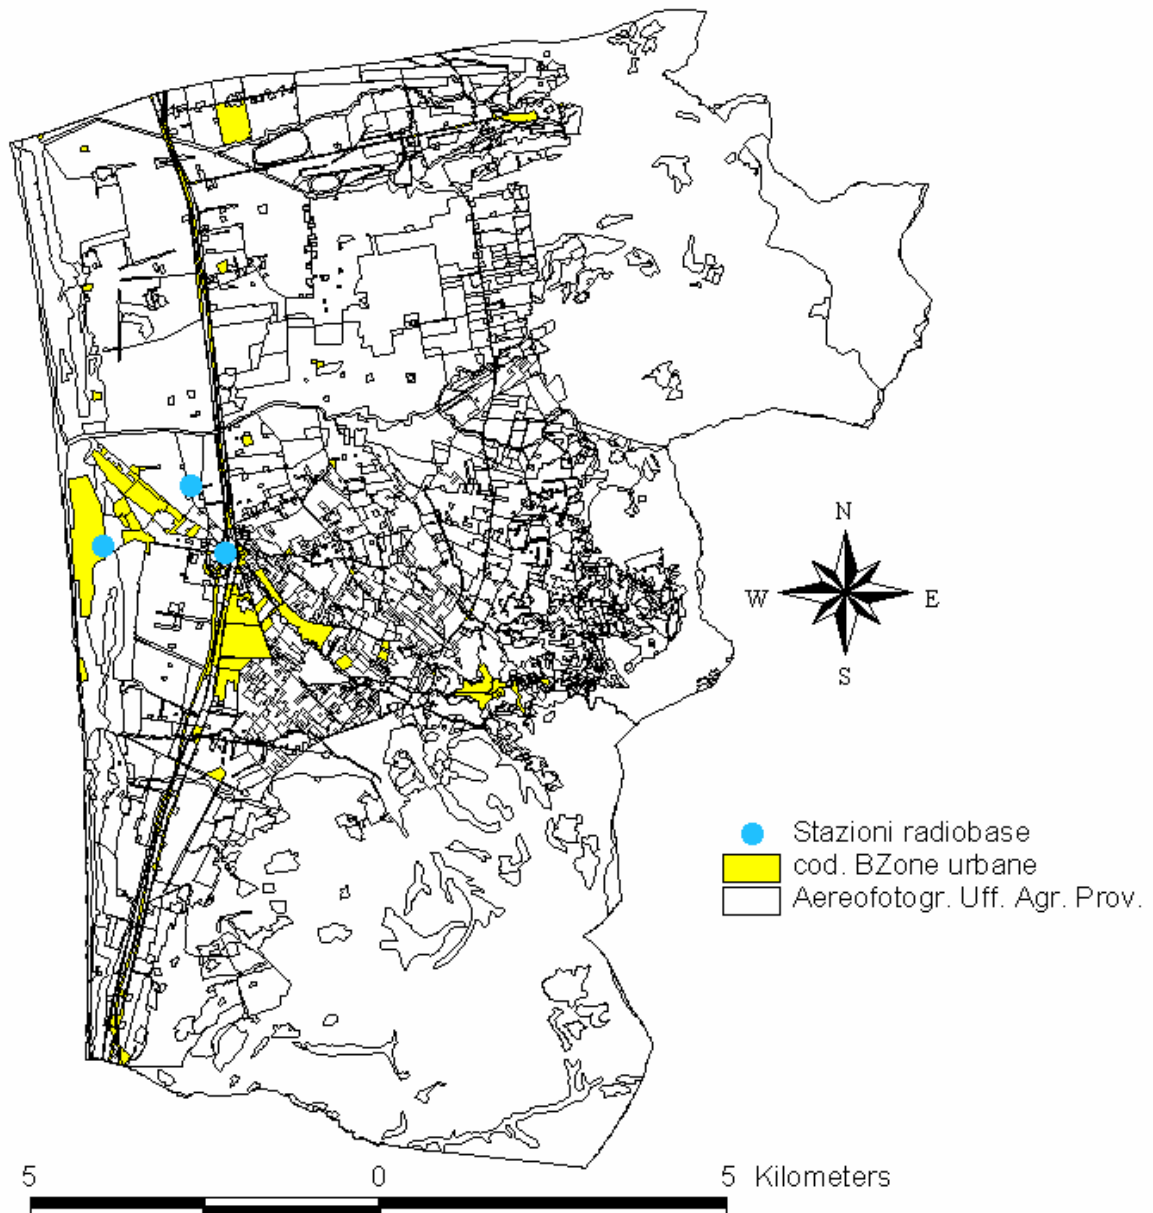 N
W E
S
Stazioni radiobase
cod. BZone urbane
Aereofotogr. Uff. Agr. Prov.
5 0 5 Kilometers